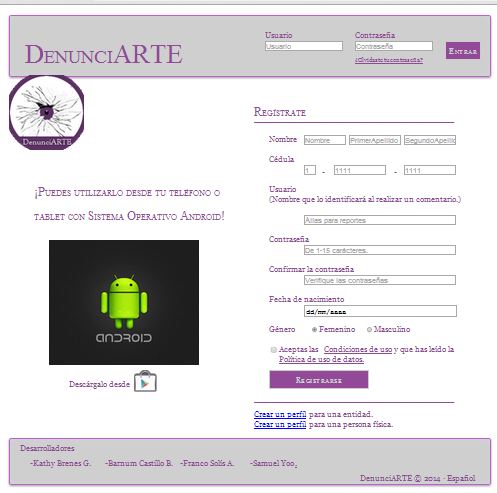 DenunciARTE
Usuario
Usuario
Contraseña
Contraseña
¿Olvidaste tu contraseña?
Entrar
DenunciARTE
¡Puedes utilizarlo desde tu teléfono o
tablet con Sistema Operativo Android!
ANDROID
Descárgalo desde
Regístrate
Nombre Nombre PrimerApellido SegundoApellido
Cédula
1 - 1111 - 1111
Usuario
(Nombre que lo identificará al realizar un comentario.)
Alias para reportes
Contraseña
De 1-15 carácteres.
Confirmar la contraseña
Verifique las contraseñas
Fecha de nacimiento
dd/mm/aaaa
Género Femenino Masculino
Aceptas las Condiciones de uso y que has leído la
Política de uso de datos.
Registrarse
Crear un perfil para una entidad.
Crear un perfil para una persona física.
Desarrolladores
-Kathy Brenes G. -Barnum Castillo B. -Franco Solís A. -Samuel Yoo.
DenunciARTE © 2014 · Español